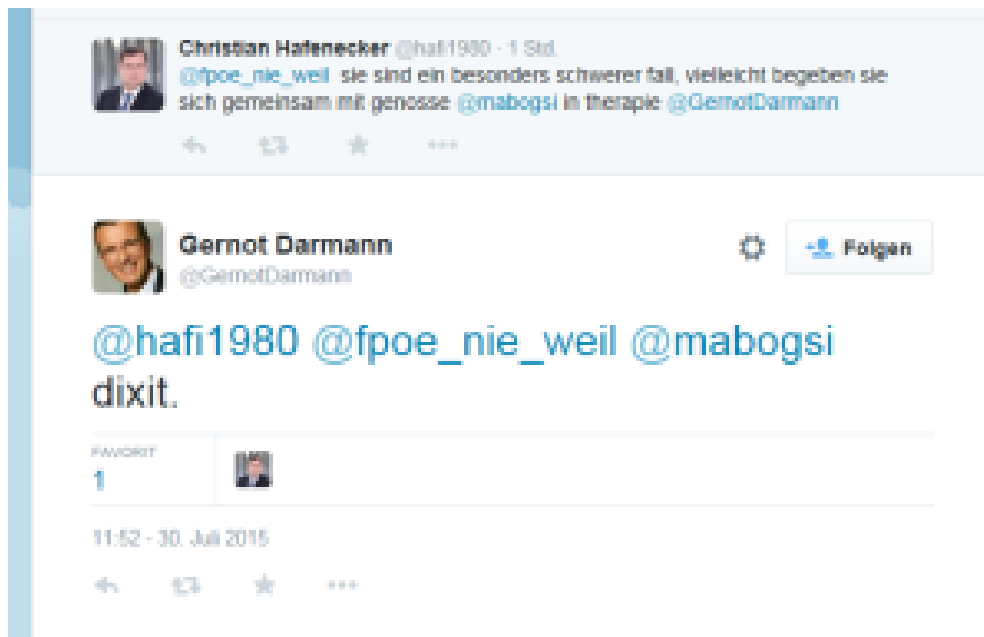 Christian Hafenecker @hafi1980 · 1 Std.
@fpoe_nie_weil sie sind ein besonders schwerer fall, vielleicht begeben sie
sich gemeinsam mit genosse @mabogsi in therapie @GernotDarmann
Gernot Darmann
@GernotDarmann
Folgen
@hafi1980 @fpoe_nie_weil @mabogsi
dixit.
FAVORIT
1
11:52 - 30. Juli 2015